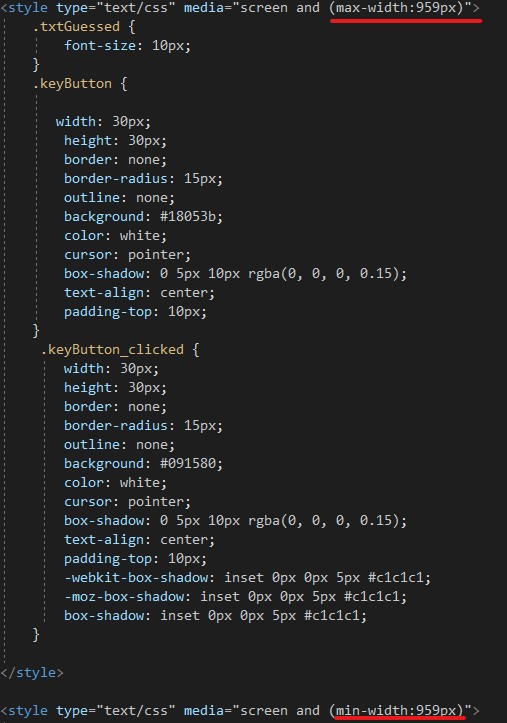 <style type="text/css" media="screen and (max-width:959px)">
.txtGuessed {
font-size: 10px;
}
.keyButton {
width: 30px;
height: 30px;
border: none;
border-radius: 15px;
outline: none;
background: #18053b;
color: white;
cursor: pointer;
box-shadow: 0 5px 10px rgba(0, 0, 0, 0.15);
text-align: center;
padding-top: 10px;
}
.keyButton_clicked {
width: 30px;
height: 30px;
border: none;
border-radius: 15px;
outline: none;
background: #091580;
color: white;
cursor: pointer;
box-shadow: 0 5px 10px rgba(0, 0, 0, 0.15);
text-align: center;
padding-top: 10px;
-webkit-box-shadow: inset 0px 0px 5px #c1c1c1;
-moz-box-shadow: inset 0px 0px 5px #c1c1c1;
box-shadow: inset 0px 0px 5px #c1c1c1;
}
</style>
<style type="text/css" media="screen and (min-width:959px)">